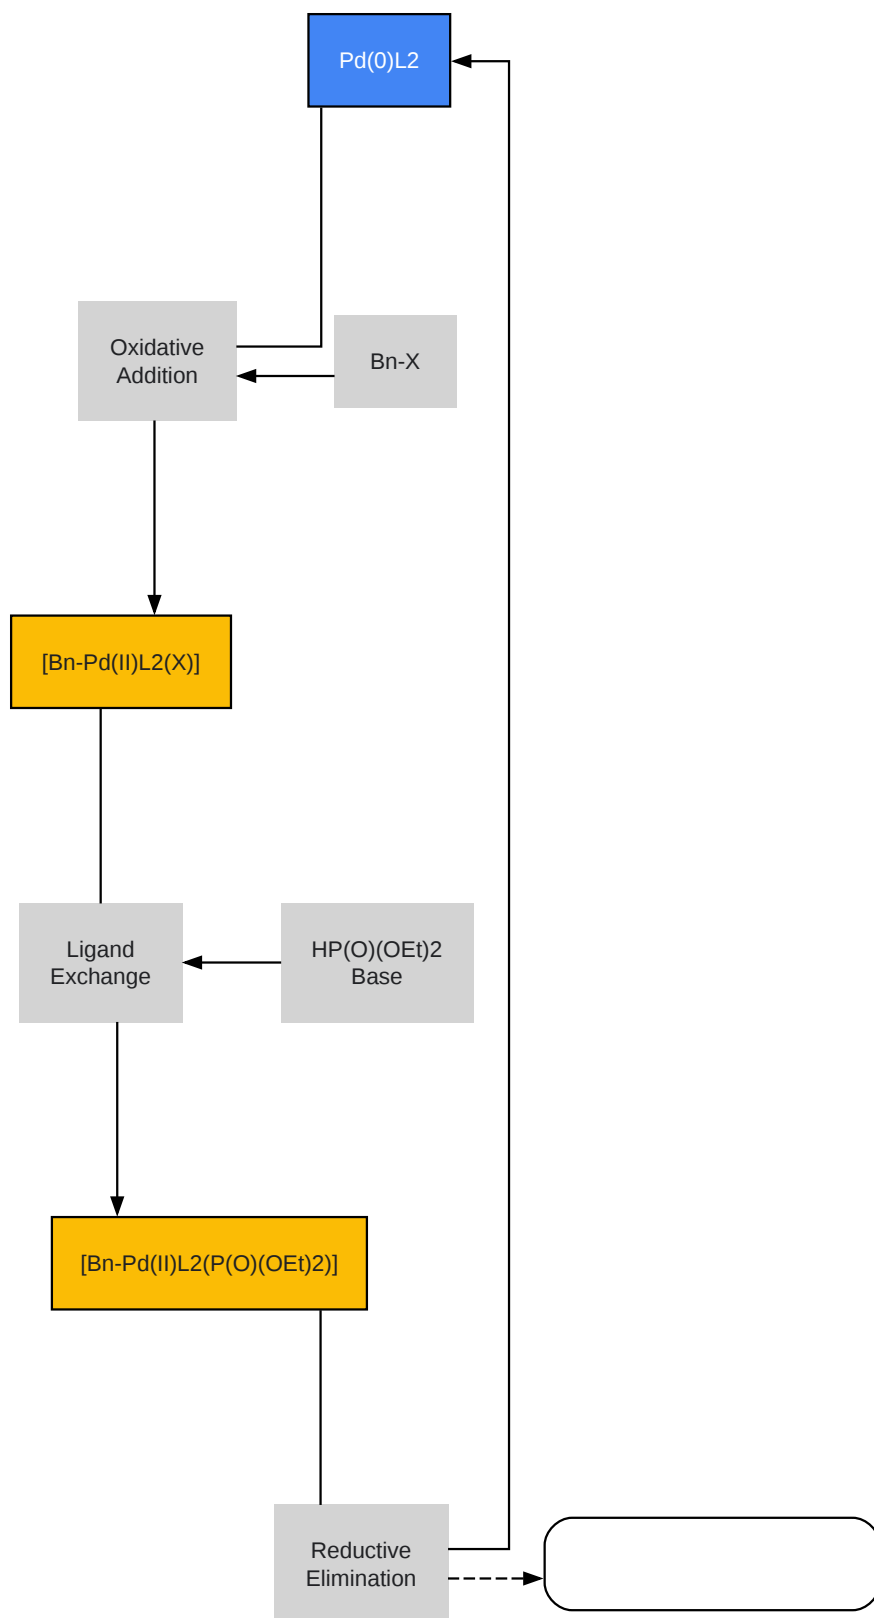 Pd(0)L2
Oxidative
Addition
Bn-X
[Bn-Pd(II)L2(X)]
Ligand
Exchange
HP(O)(OEt)2
Base
[Bn-Pd(II)L2(P(O)(OEt)2)]
Reductive
Elimination